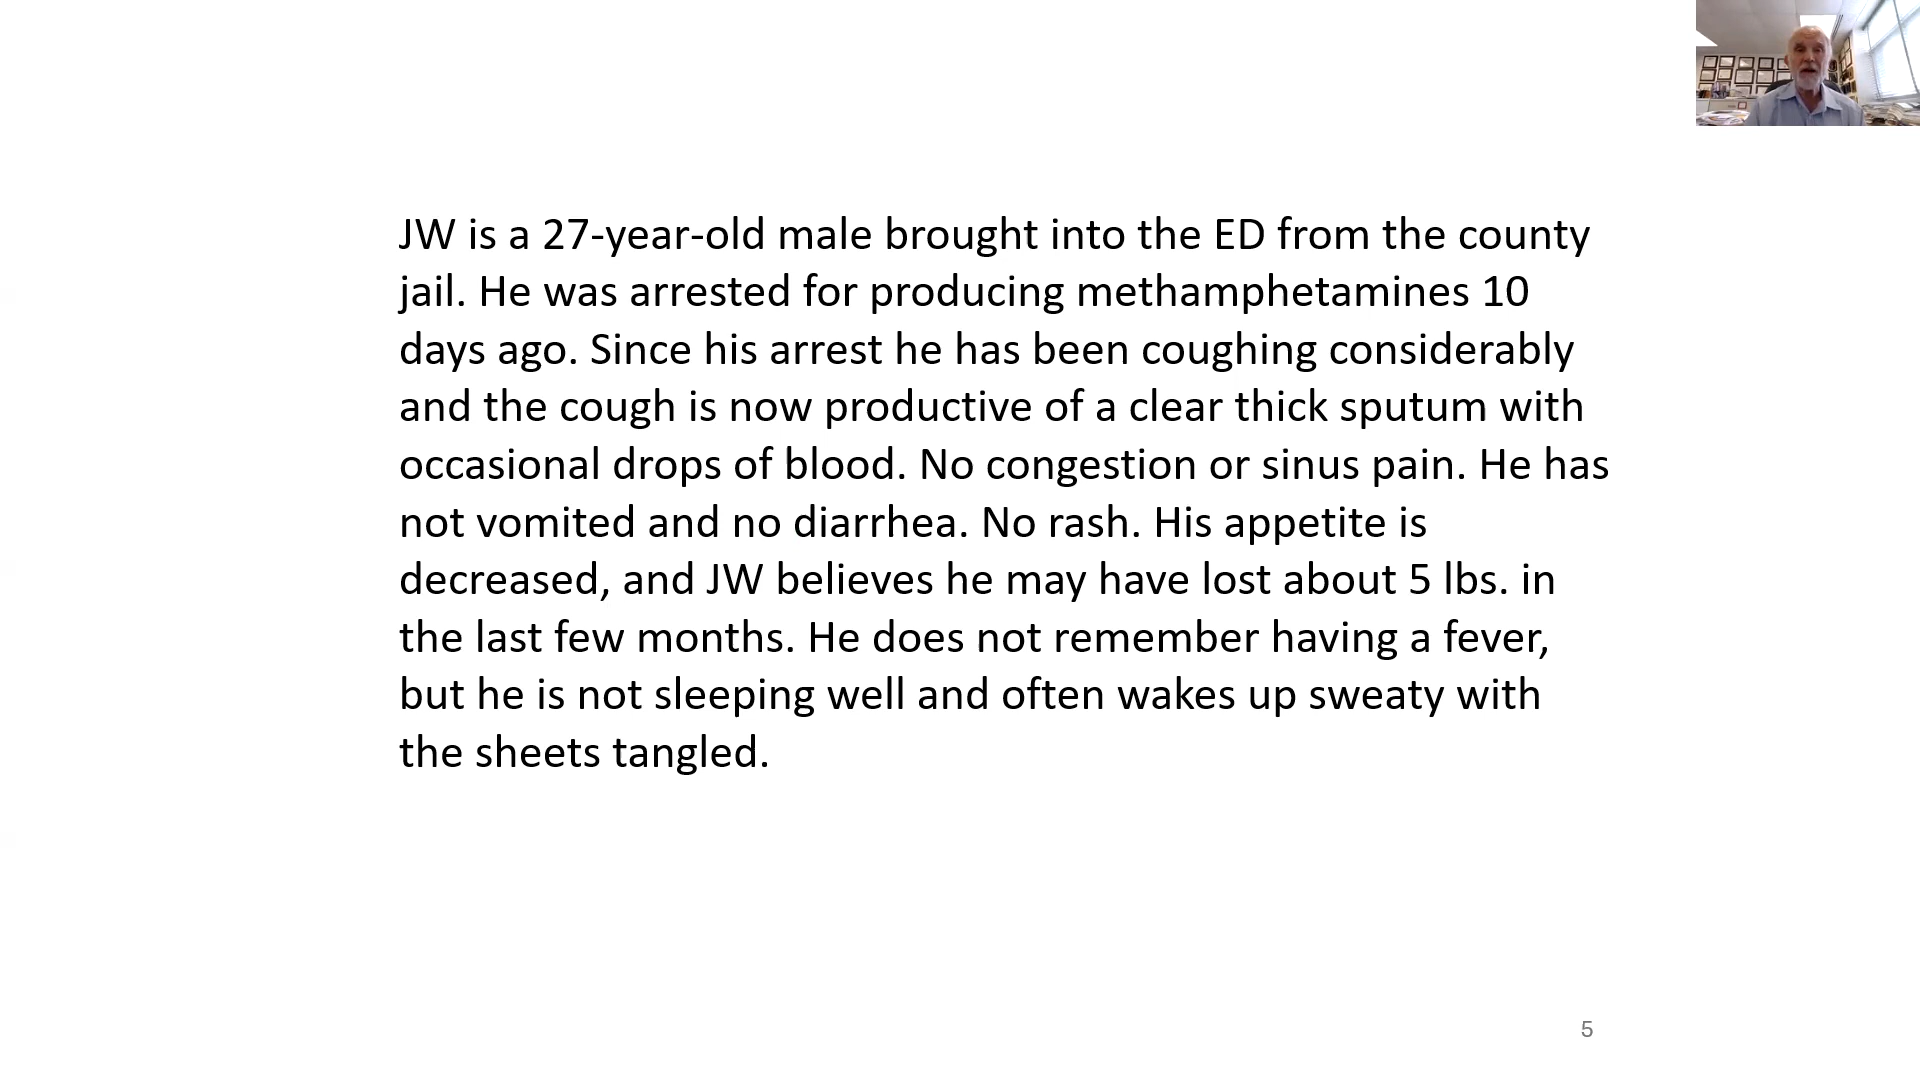 JW is a 27-year-old male brought into the ED from the county
jail. He was arrested for producing methamphetamines 10
days ago. Since his arrest he has been coughing considerably
and the cough is now productive of a clear thick sputum with
occasional drops of blood. No congestion or sinus pain. He has
not vomited and no diarrhea. No rash. His appetite is
decreased, and JW believes he may have lost about 5 lbs. in
the last few months. He does not remember having a fever,
but he is not sleeping well and often wakes up sweaty with
the sheets tangled.
5